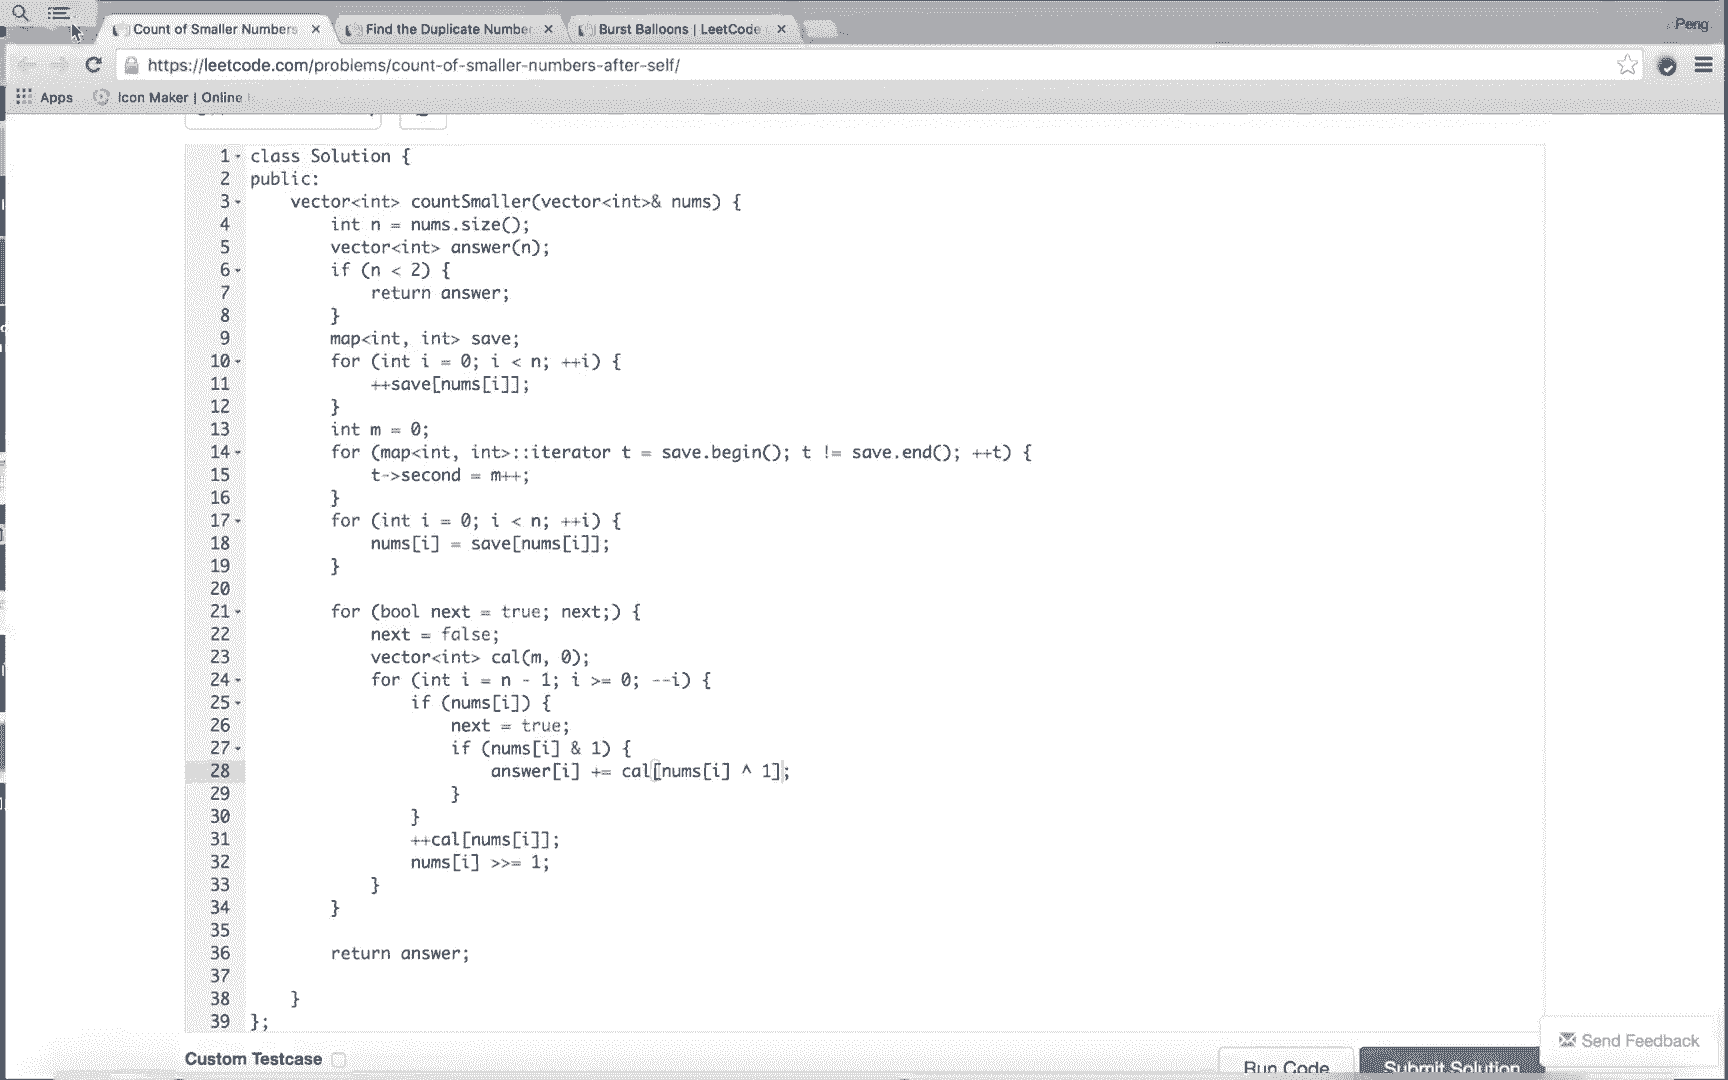 Peng
Count of Smaller Numbers
Find the Duplicate Number
Burst Balloons | LeetCode
https://leetcode.com/problems/count-of-smaller-numbers-after-self/
Apps Icon Maker | Online
1 class Solution {
2 public:
3     vector<int> countSmaller(vector<int>& nums) {
4         int n = nums.size();
5         vector<int> answer(n);
6         if (n < 2) {
7             return answer;
8         }
9         map<int, int> save;
10         for (int i = 0; i < n; ++i) {
11             ++save[nums[i]];
12         }
13         int m = 0;
14         for (map<int, int>::iterator t = save.begin(); t != save.end(); ++t) {
15             t->second = m++;
16         }
17         for (int i = 0; i < n; ++i) {
18             nums[i] = save[nums[i]];
19         }
20
21         for (bool next = true; next;) {
22             next = false;
23             vector<int> cal(m, 0);
24             for (int i = n - 1; i >= 0; --i) {
25                 if (nums[i]) {
26                     next = true;
27                     if (nums[i] & 1) {
28                         answer[i] += cal[nums[i] ^ 1];
29                     }
30                 }
31                 ++cal[nums[i]];
32                 nums[i] >>= 1;
33             }
34         }
35
36         return answer;
37
38     }
39 };
Custom Testcase
Run Code
Submit Solution
Send Feedback